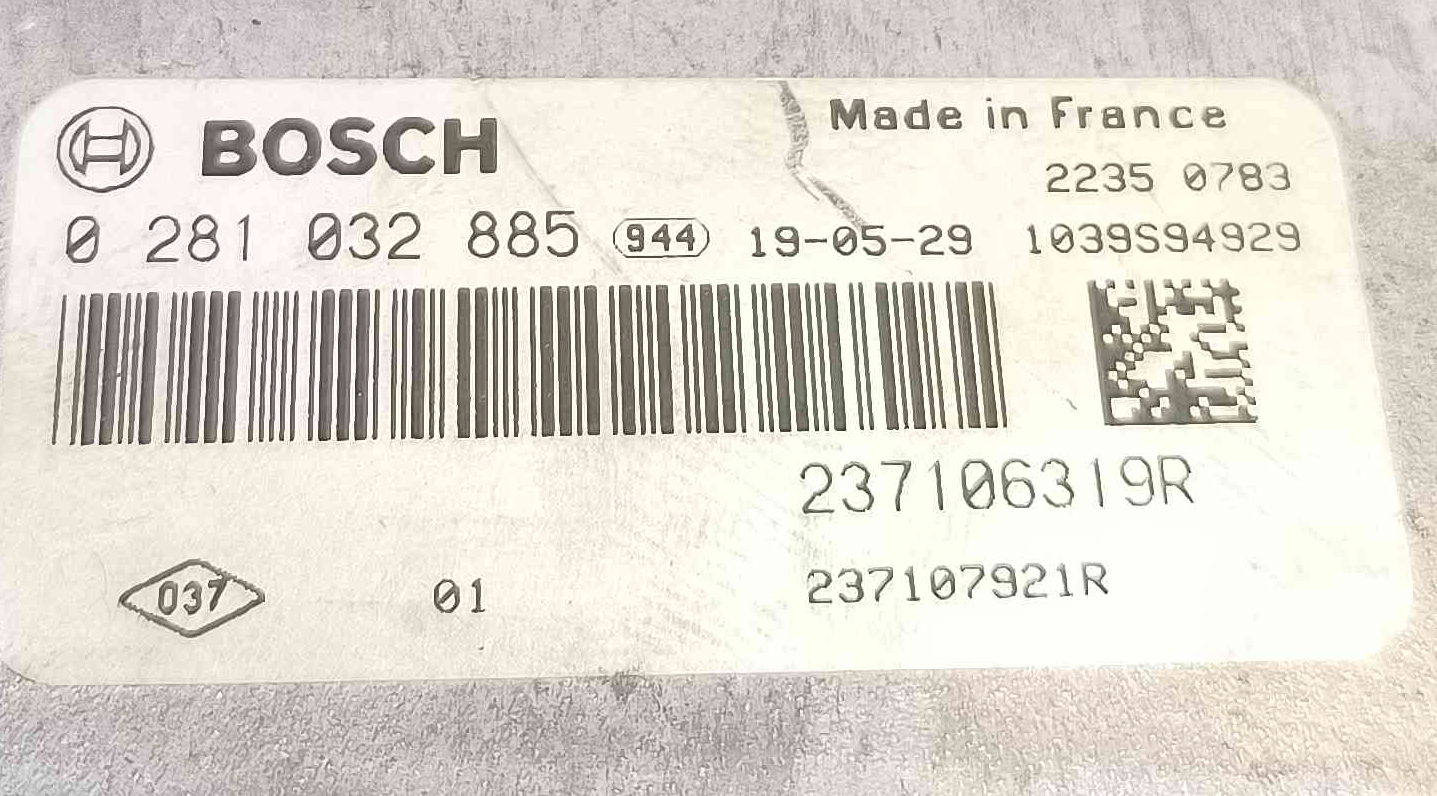 BOSCH
Made in France
2235 0783
0 281 032 885 944 19-05-29 1039S94929
237106319R
037 01 237107921R